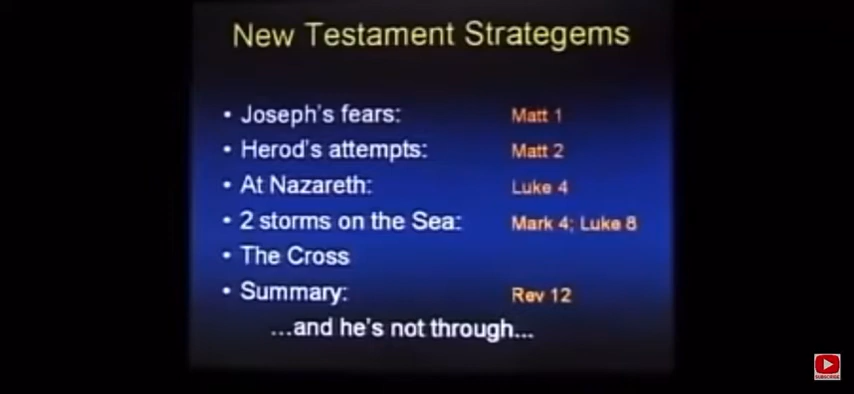 New Testament Strategems
• Joseph's fears: Matt 1
• Herod's attempts: Matt 2
• At Nazareth: Luke 4
• 2 storms on the Sea: Mark 4; Luke 8
• The Cross
• Summary: Rev 12
...and he's not through...
SUBSCRIBE